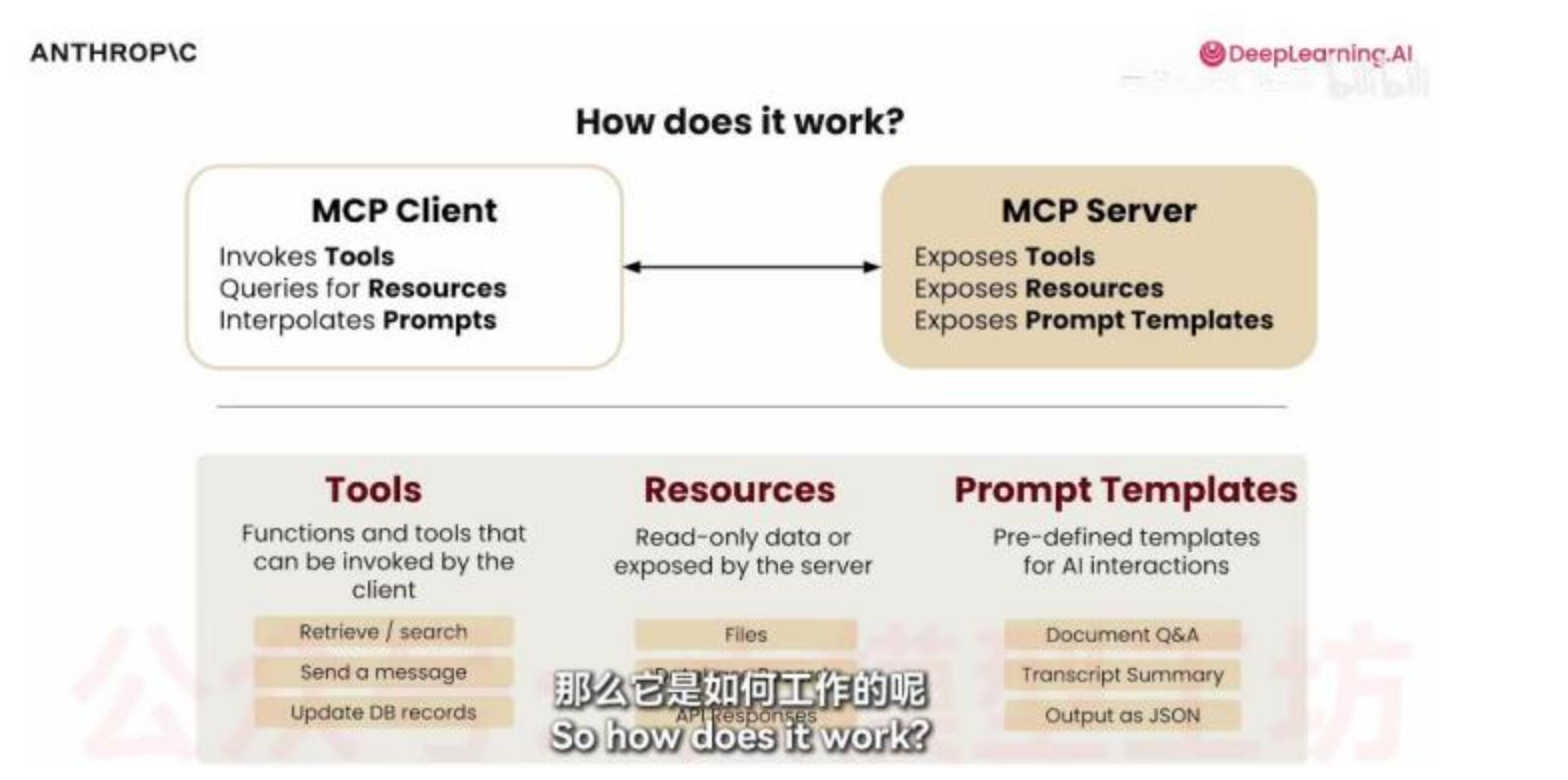 ANTHROP\C
DeepLearning.AI
How does it work?
MCP Client
Invokes Tools
Queries for Resources
Interpolates Prompts
MCP Server
Exposes Tools
Exposes Resources
Exposes Prompt Templates
Tools
Functions and tools that
can be invoked by the
client
Retrieve / search
Send a message
Update DB records
Resources
Read-only data or
exposed by the server
Files
API Responses
Prompt Templates
Pre-defined templates
for AI interactions
Document Q&A
Transcript Summary
Output as JSON
那么它是如何工作的呢
So how does it work?